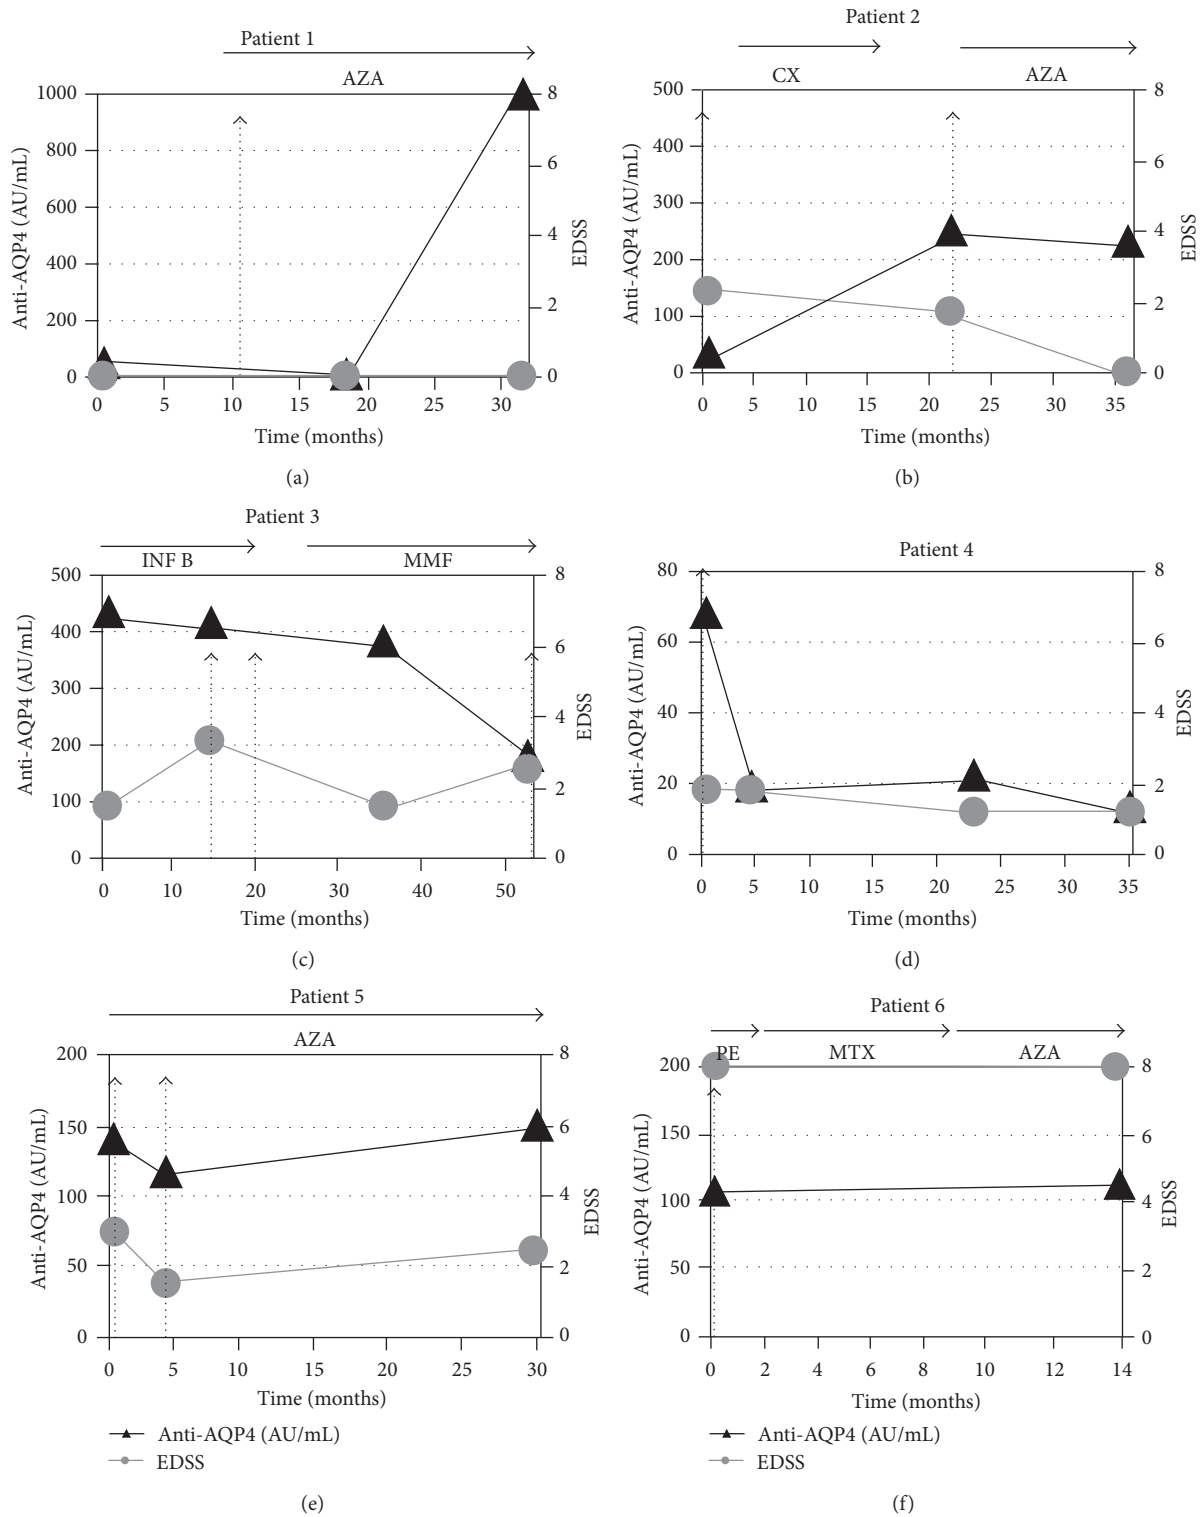 Patient 1
AZA
1000
800
600
400
200
0
Anti-AQP4 (AU/mL)
8
6
4
2
0
EDSS
0 5 10 15 20 25 30
Time (months)
(a)
Patient 2
CX AZA
500
400
300
200
100
0
Anti-AQP4 (AU/mL)
8
6
4
2
0
EDSS
0 5 10 20 25 30 35
Time (months)
(b)
Patient 3
INF B MMF
500
400
300
200
100
0
Anti-AQP4 (AU/mL)
8
6
4
2
0
EDSS
0 10 20 30 40 50
Time (months)
(c)
Patient 4
80
60
40
20
0
Anti-AQP4 (AU/mL)
8
6
4
2
0
EDSS
0 5 10 15 20 25 30 35
Time (months)
(d)
Patient 5
AZA
200
150
100
50
0
Anti-AQP4 (AU/mL)
8
6
4
2
0
EDSS
0 5 10 15 20 25 30
Time (months)
Anti-AQP4 (AU/mL)
EDSS
(e)
Patient 6
PE MTX AZA
200
150
100
50
0
Anti-AQP4 (AU/mL)
8
6
4
2
0
EDSS
0 2 4 6 8 10 12 14
Time (months)
Anti-AQP4 (AU/mL)
EDSS
(f)